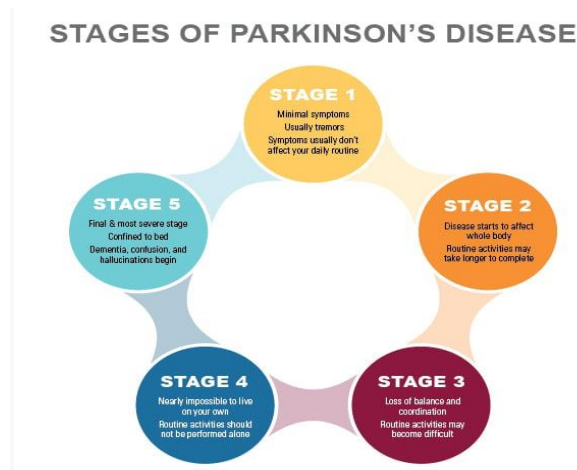 STAGES OF PARKINSON'S DISEASE
STAGE 1
Minimal symptoms
Usually tremors
Symptoms usually don't
affect your daily routine
STAGE 2
Disease starts to affect
whole body
Routine activities may
take longer to complete
STAGE 3
Loss of balance and
coordination
Routine activities may
become difficult
STAGE 4
Nearly impossible to live
on your own
Routine activities should
not be performed alone
STAGE 5
Final & most severe stage
Confined to bed
Dementia, confusion, and
hallucinations begin